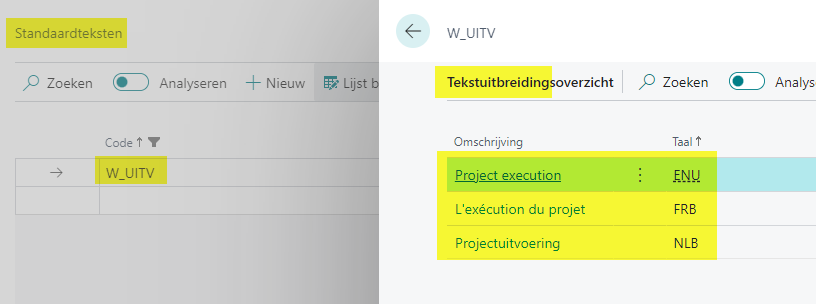 Standaardteksten
Zoeken Analyseren Nieuw Lijst b
Code ↑
W_UITV
W_UITV
Tekstuitbreidingsoverzicht Zoeken Analys
Omschrijving Taal ↑
Project execution ENU
L'exécution du projet FRB
Projectuitvoering NLB